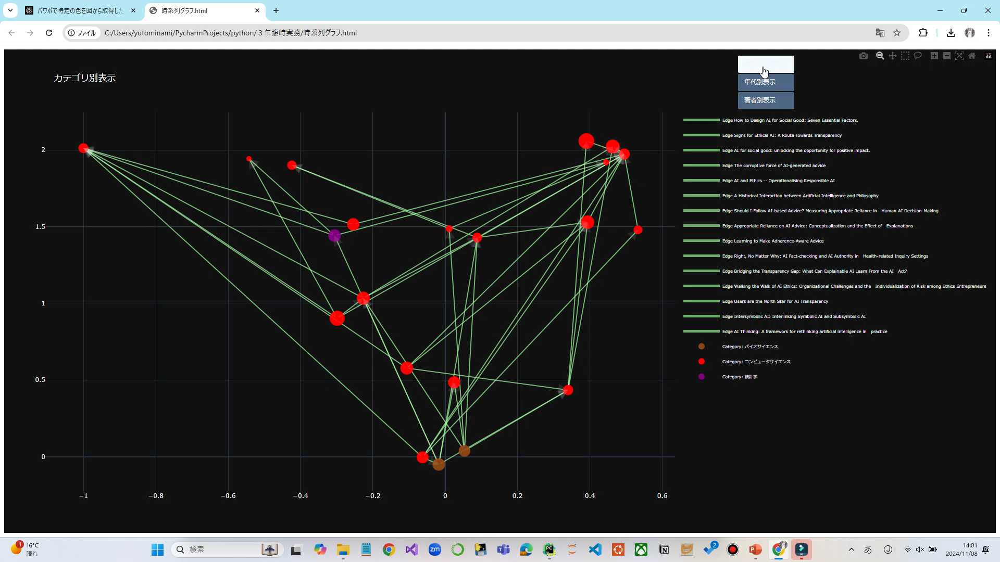 パワポで特定の色を図から取得した
時系列グラフ.html
ファイル
C:/Users/yutominami/PycharmProjects/python/３年臨時実務/時系列グラフ.html
カテゴリ別表示
年代別表示
著者別表示
Edge How to Design AI for Social Good: Seven Essential Factors.
Edge Signs for Ethical AI: A Route Towards Transparency
Edge AI for social good: unlocking the opportunity for positive impact.
Edge The corruptive force of AI-generated advice
Edge AI and Ethics -- Operationalising Responsible AI
Edge A Historical Interaction between Artificial Intelligence and Philosophy
Edge Should I Follow AI-based Advice? Measuring Appropriate Reliance in Human-AI Decision-Making
Edge Appropriate Reliance on AI Advice: Conceptualization and the Effect of Explanations
Edge Learning to Make Adherence-Aware Advice
Edge Right, No Matter Why: AI Fact-checking and AI Authority in Health-related Inquiry Settings
Edge Bridging the Transparency Gap: What Can Explainable AI Learn From the AI Act?
Edge Walking the Walk of AI Ethics: Organizational Challenges and the Individualization of Risk among Ethics Entrepreneurs
Edge Users are the North Star for AI Transparency
Edge Intersymbolic AI: Interlinking Symbolic AI and Subsymbolic AI
Edge AI Thinking: A framework for rethinking artificial intelligence in practice
Category: バイオサイエンス
Category: コンピュータサイエンス
Category: 統計学
2
1.5
1
0.5
0
−1
−0.8
−0.6
−0.4
−0.2
0
0.2
0.4
0.6
1
16°C
晴れ
検索
zm
PC
2
あ
14:01
2024/11/08